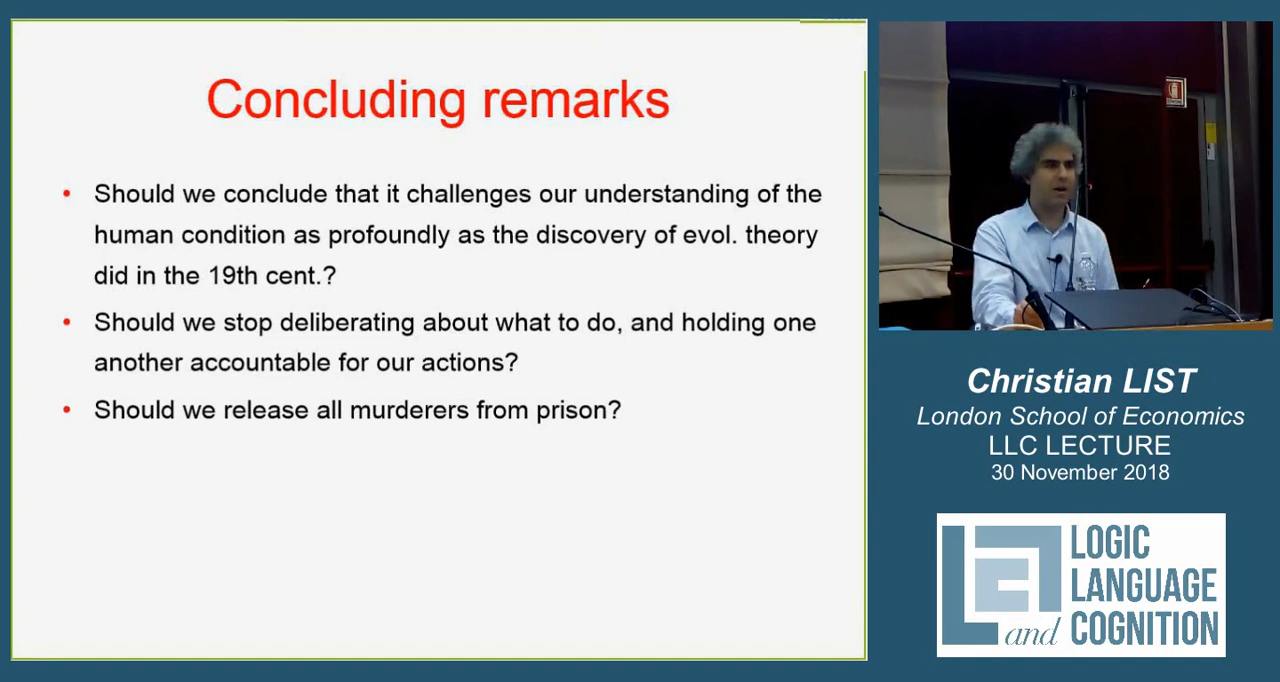 Concluding remarks
• Should we conclude that it challenges our understanding of the
human condition as profoundly as the discovery of evol. theory
did in the 19th cent.?
• Should we stop deliberating about what to do, and holding one
another accountable for our actions?
• Should we release all murderers from prison?
Christian LIST
London School of Economics
LLC LECTURE
30 November 2018
LOGIC
LANGUAGE
and COGNITION